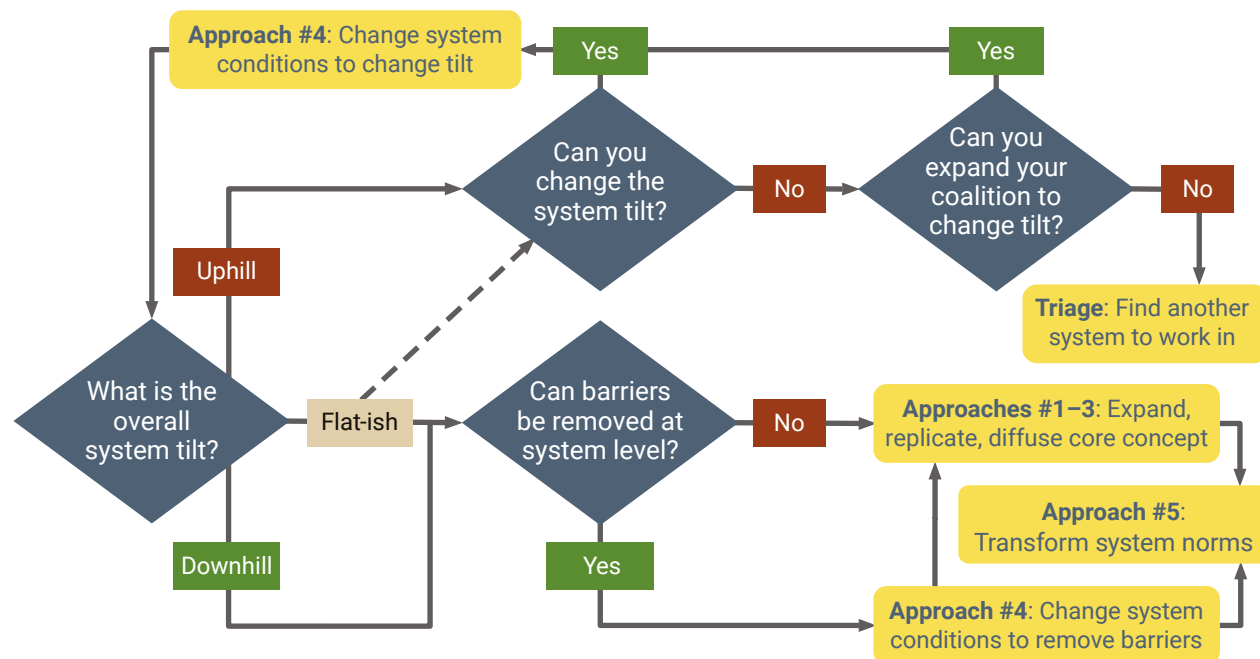 Approach #4: Change system
conditions to change tilt
Yes
Yes
Can you
change the
system tilt?
No
Can you
expand your
coalition to
change tilt?
No
Uphill
Triage: Find another
system to work in
What is the
overall
system tilt?
Flat-ish
Can barriers
be removed at
system level?
No
Approaches #1–3: Expand,
replicate, diffuse core concept
Approach #5:
Transform system norms
Downhill
Yes
Approach #4: Change system
conditions to remove barriers